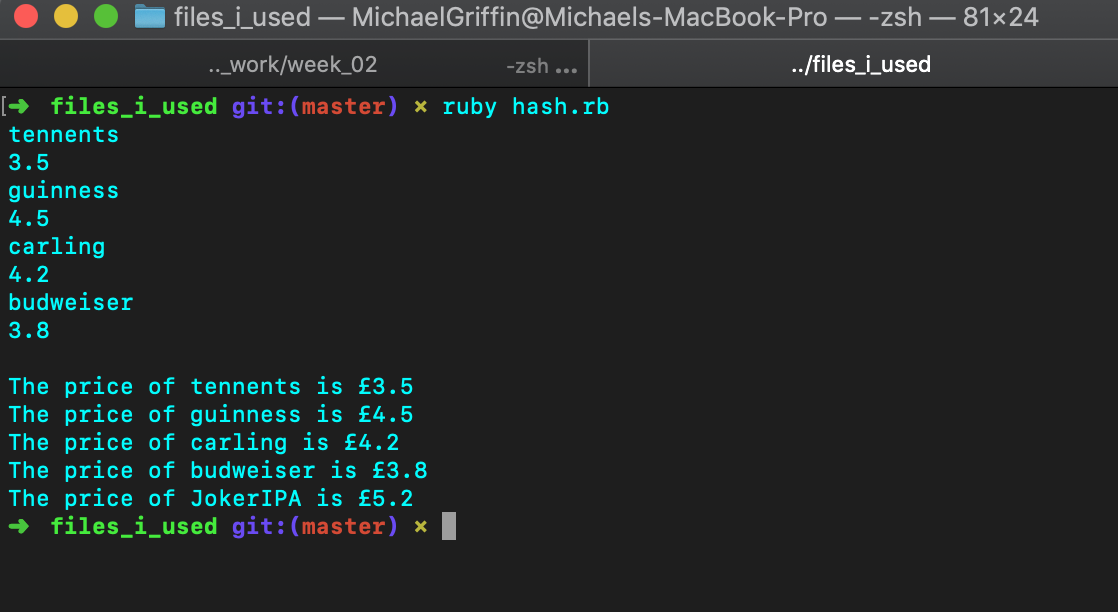 files_i_used — MichaelGriffin@Michaels-MacBook-Pro — -zsh — 81×24
.._work/week_02 -zsh ... ../files_i_used
[➜ files_i_used git:(master) ✗ ruby hash.rb
tennents
3.5
guinness
4.5
carling
4.2
budweiser
3.8
The price of tennents is £3.5
The price of guinness is £4.5
The price of carling is £4.2
The price of budweiser is £3.8
The price of JokerIPA is £5.2
➜ files_i_used git:(master) ✗